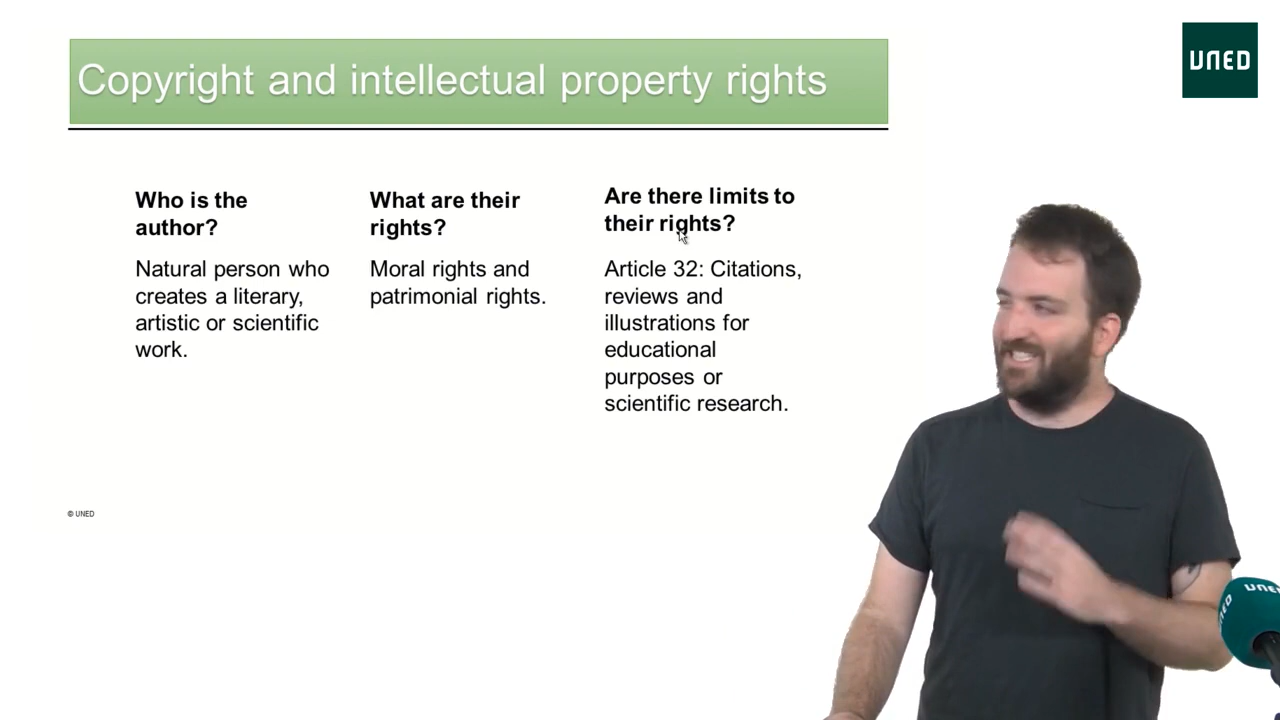 Copyright and intellectual property rights
UNED
Who is the
author?
Natural person who
creates a literary,
artistic or scientific
work.
What are their
rights?
Moral rights and
patrimonial rights.
Are there limits to
their rights?
Article 32: Citations,
reviews and
illustrations for
educational
purposes or
scientific research.
© UNED
UNED
UNED